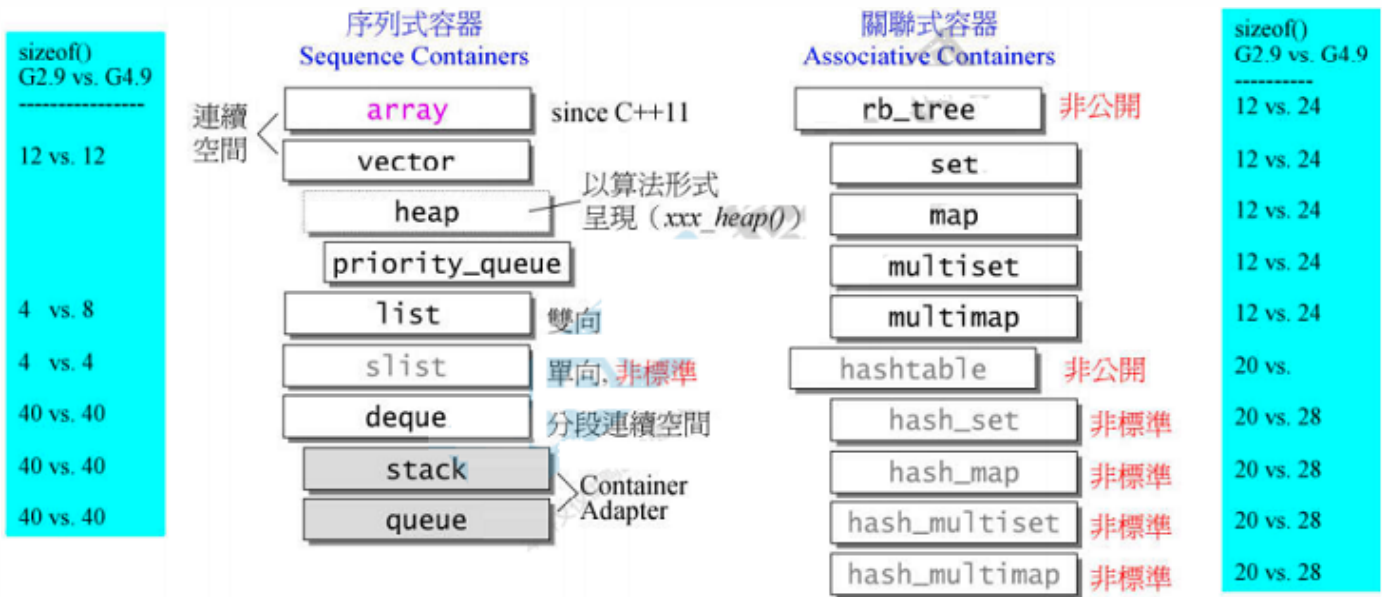 sizeof()
G2.9 vs. G4.9
-----------------
12 vs. 12
4 vs. 8
4 vs. 4
40 vs. 40
40 vs. 40
40 vs. 40
序列式容器
Sequence Containers
連續
空間
array
since C++11
vector
heap
以算法形式
呈現（xxx_heap()）
priority_queue
list
雙向
slist
單向, 非標準
deque
分段連續空間
stack
queue
Container
Adapter
關聯式容器
Associative Containers
rb_tree
非公開
set
map
multiset
multimap
hashtable
非公開
hash_set
非標準
hash_map
非標準
hash_multiset
非標準
hash_multimap
非標準
sizeof()
G2.9 vs. G4.9
----------
12 vs. 24
12 vs. 24
12 vs. 24
12 vs. 24
12 vs. 24
20 vs.
20 vs. 28
20 vs. 28
20 vs. 28
20 vs. 28